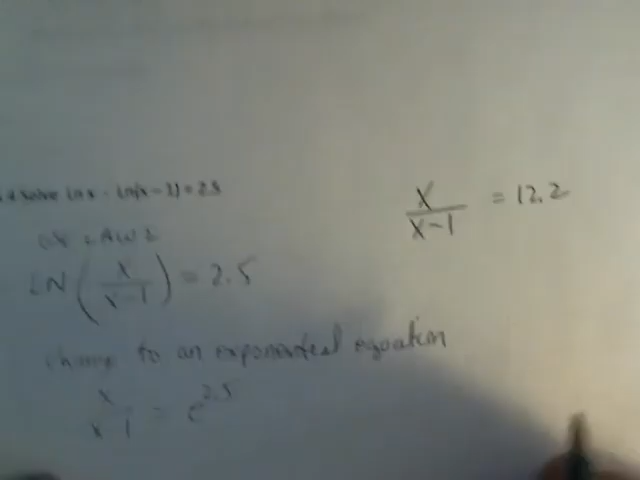 solve ln x - ln(x - 1) = 2.5
LN ( x / x-1 ) = 2.5
change to an exponential equation
x / x-1 = e^2.5
x / x-1 = 12.2